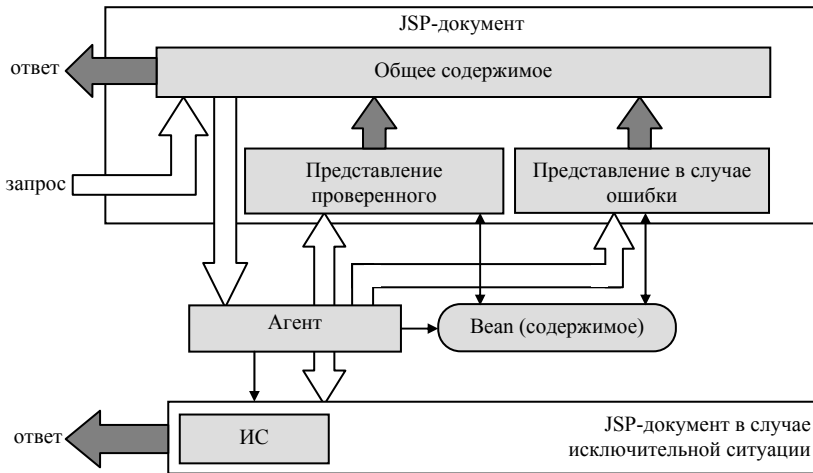 JSP-документ
ответ
Общее содержимое
запрос
Представление
проверенного
Представление в случае
ошибки
Агент
Bean (содержимое)
ответ
ИС
JSP-документ в случае
исключительной ситуации